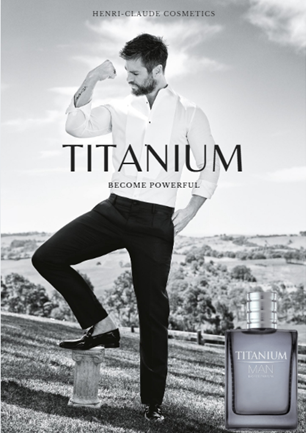 HENRI-CLAUDE COSMETICS
TITANIUM
BECOME POWERFUL
TITANIUM
MAN